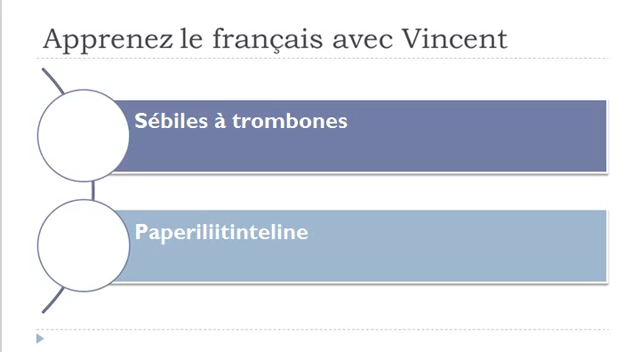 Apprenez le français avec Vincent
Sébiles à trombones
Paperiliitinteline